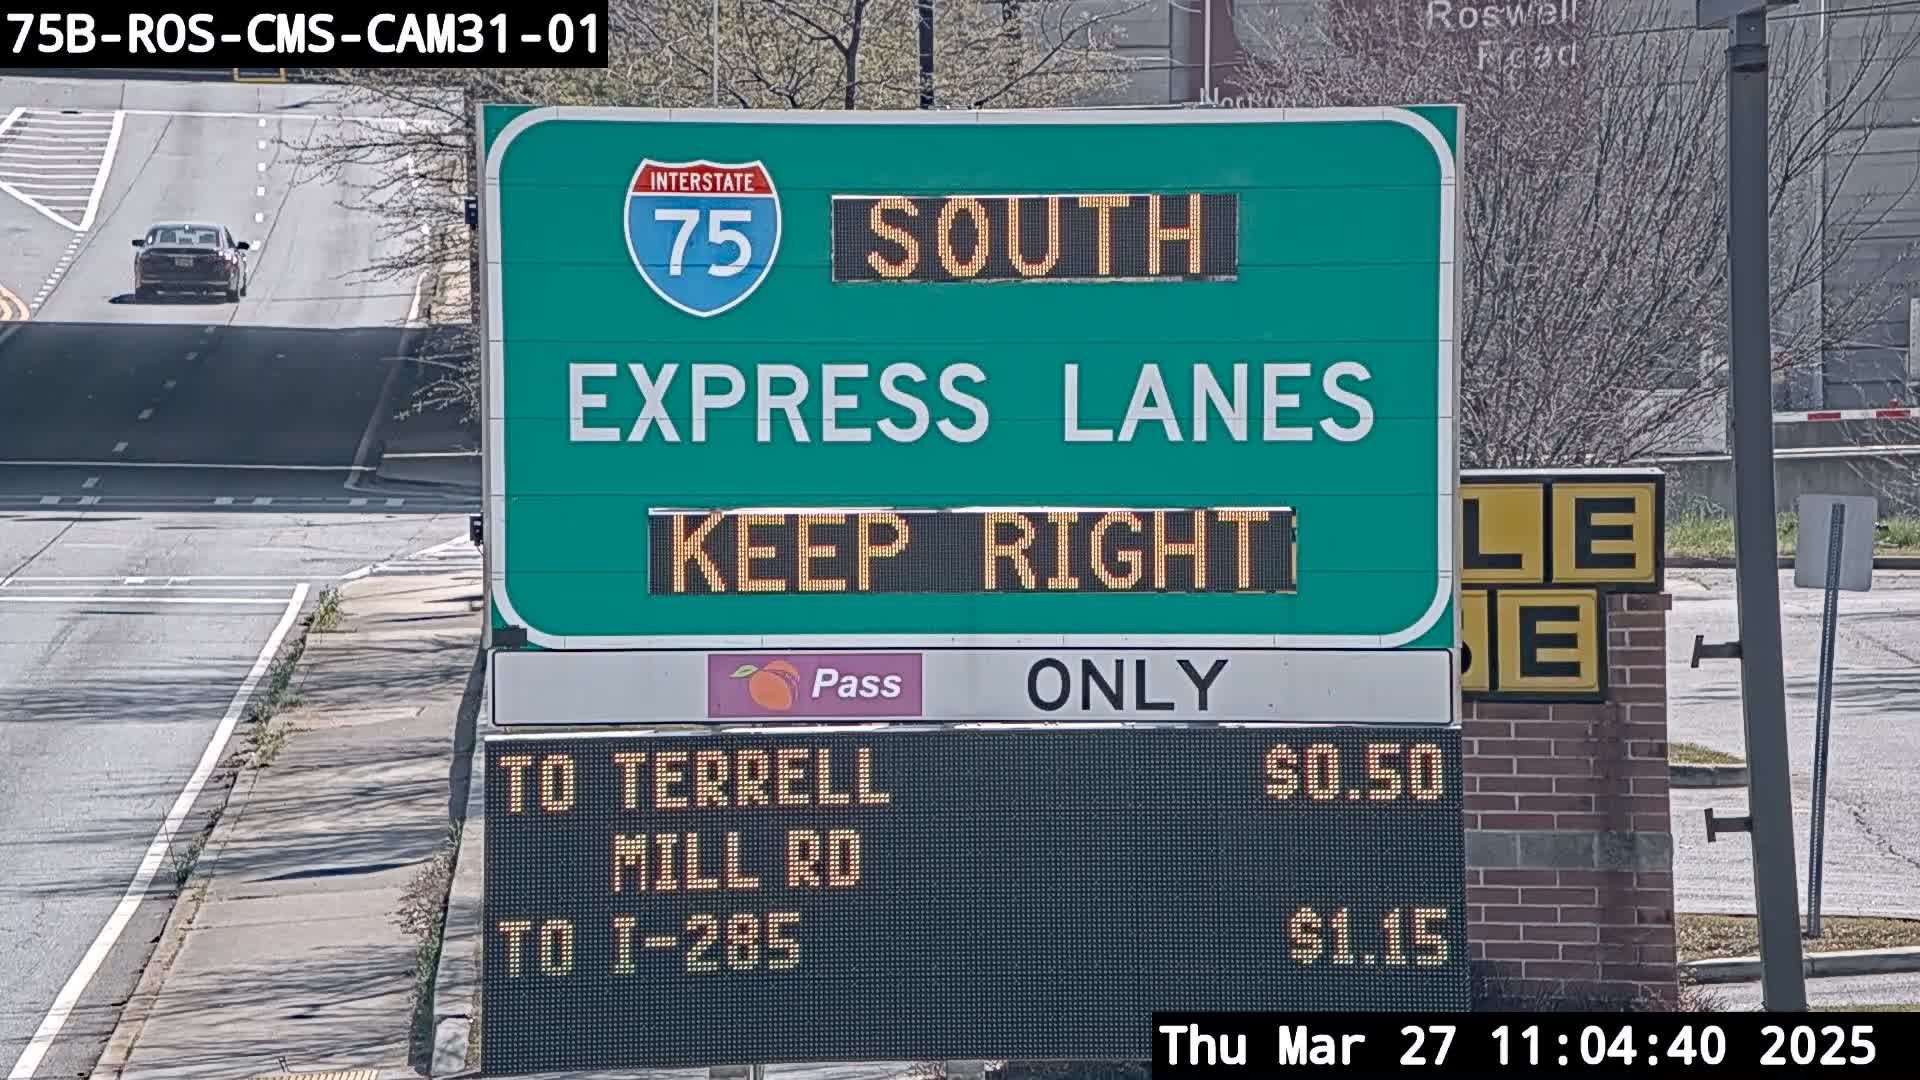 75B-ROS-CMS-CAM31-01
Roswell
Road
INTERSTATE
75
SOUTH
EXPRESS LANES
KEEP RIGHT
LE
E
Pass ONLY
TO TERRELL $0.50
MILL RD
TO I-285 $1.15
Thu Mar 27 11:04:40 2025